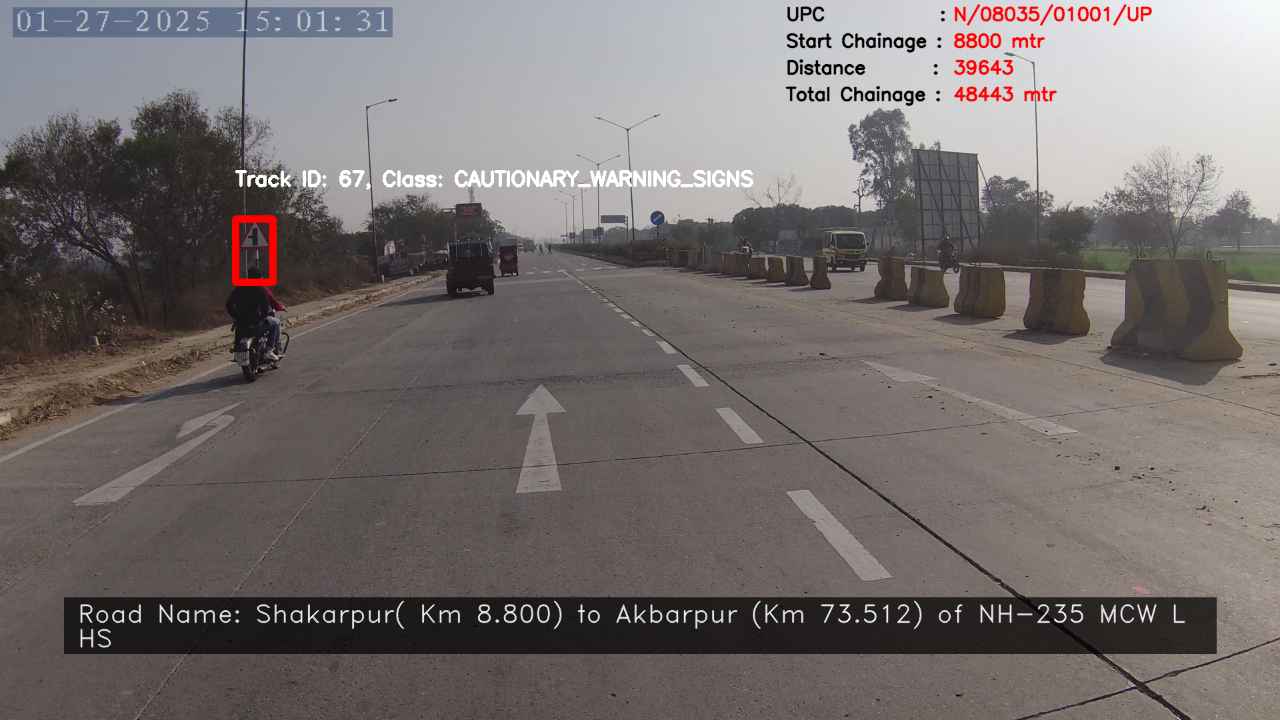 01-27-2025 15:01:31
UPC : N/08035/01001/UP
Start Chainage : 8800 mtr
Distance : 39643
Total Chainage : 48443 mtr
Track ID: 67, Class: CAUTIONARY_WARNING_SIGNS
Road Name: Shakarpur( Km 8.800) to Akbarpur (Km 73.512) of NH-235 MCW L
HS